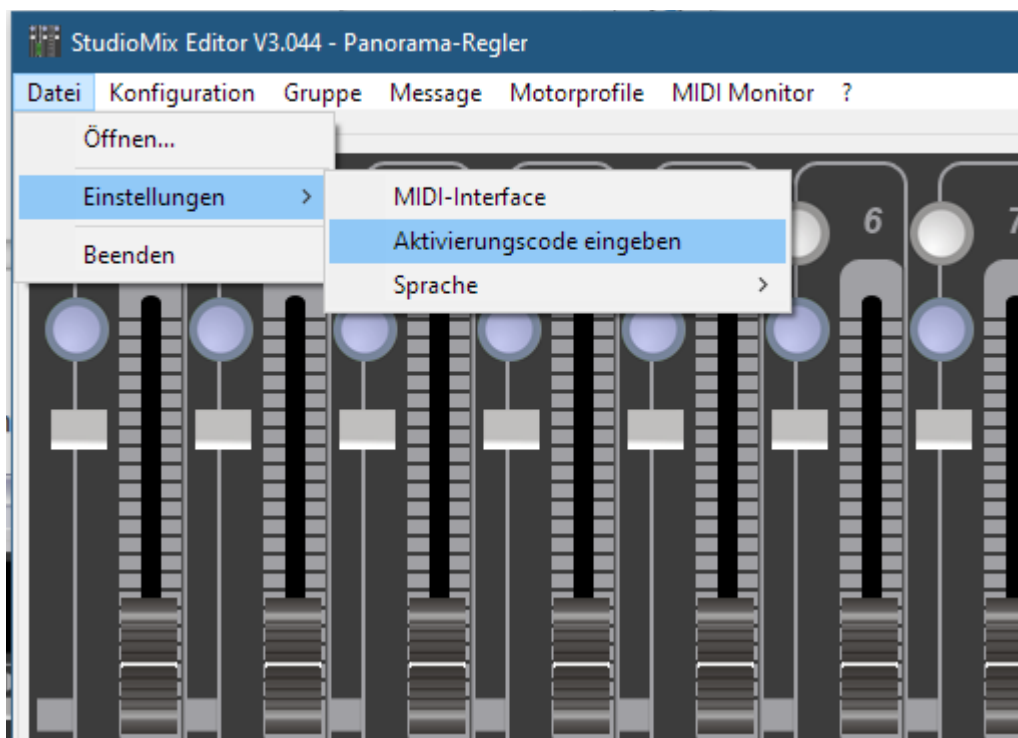 StudioMix Editor V3.044 - Panorama-Regler
Datei Konfiguration Gruppe Message Motorprofile MIDI Monitor ?
Öffnen...
Einstellungen >
Beenden
MIDI-Interface
Aktivierungscode eingeben
Sprache >
6
7